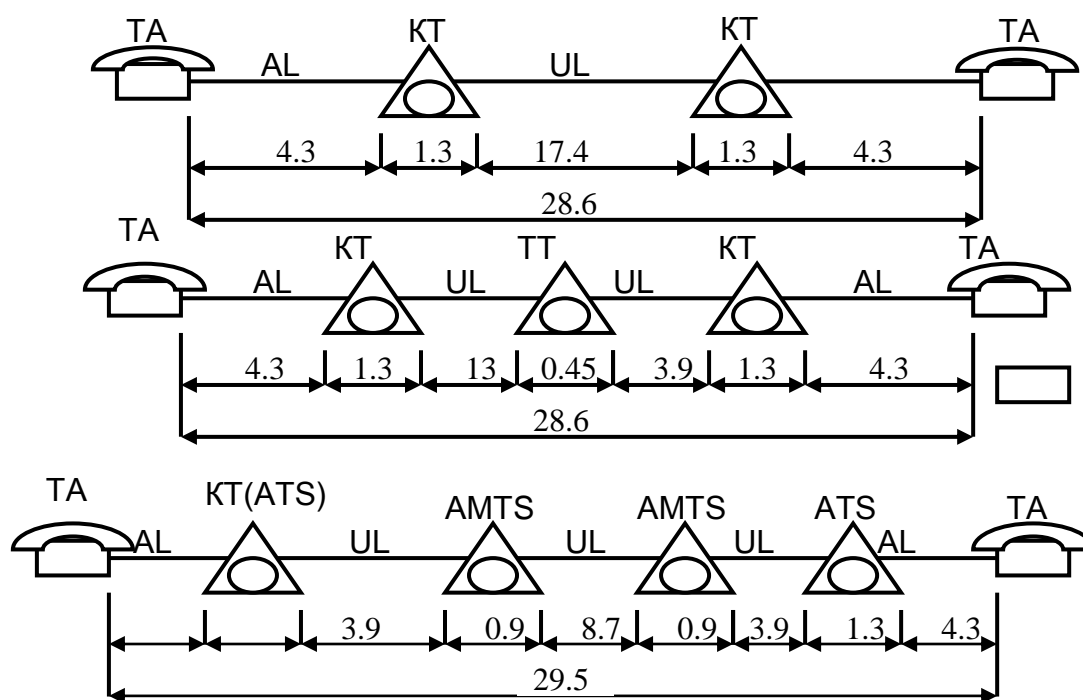 TA KT KT TA
AL UL
4.3 1.3 17.4 1.3 4.3
28.6
TA KT TT KT TA
AL UL UL AL
4.3 1.3 13 0.45 3.9 1.3 4.3
28.6
TA KT(ATS) AMTS AMTS ATS TA
AL UL UL UL AL
3.9 0.9 8.7 0.9 3.9 1.3 4.3
29.5